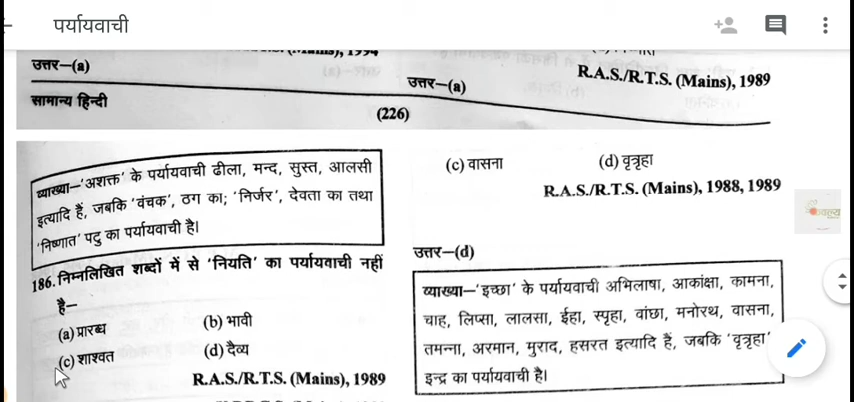 पर्यायवाची
उत्तर–(a)
उत्तर–(a)
R.A.S./R.T.S. (Mains), 1989
सामान्य हिन्दी
(226)
व्याख्या–'अशक्त' के पर्यायवाची ढीला, मन्द, सुस्त, आलसी
इत्यादि हैं, जबकि 'वंचक', ठग का; 'निर्जर', देवता का तथा
'निष्णात' पटु का पर्यायवाची है।
186. निम्नलिखित शब्दों में से 'नियति' का पर्यायवाची नहीं
है–
(a) प्रारब्ध
(b) भावी
(c) शाश्वत
(d) दैव्य
R.A.S./R.T.S. (Mains), 1989
(c) वासना
(d) वृत्रृहा
R.A.S./R.T.S. (Mains), 1988, 1989
उत्तर–(d)
व्याख्या–'इच्छा' के पर्यायवाची अभिलाषा, आकांक्षा, कामना,
चाह, लिप्सा, लालसा, ईहा, स्पृहा, वांछा, मनोरथ, वासना,
तमन्ना, अरमान, मुराद, हसरत इत्यादि हैं, जबकि 'वृत्रृहा'
इन्द्र का पर्यायवाची है।